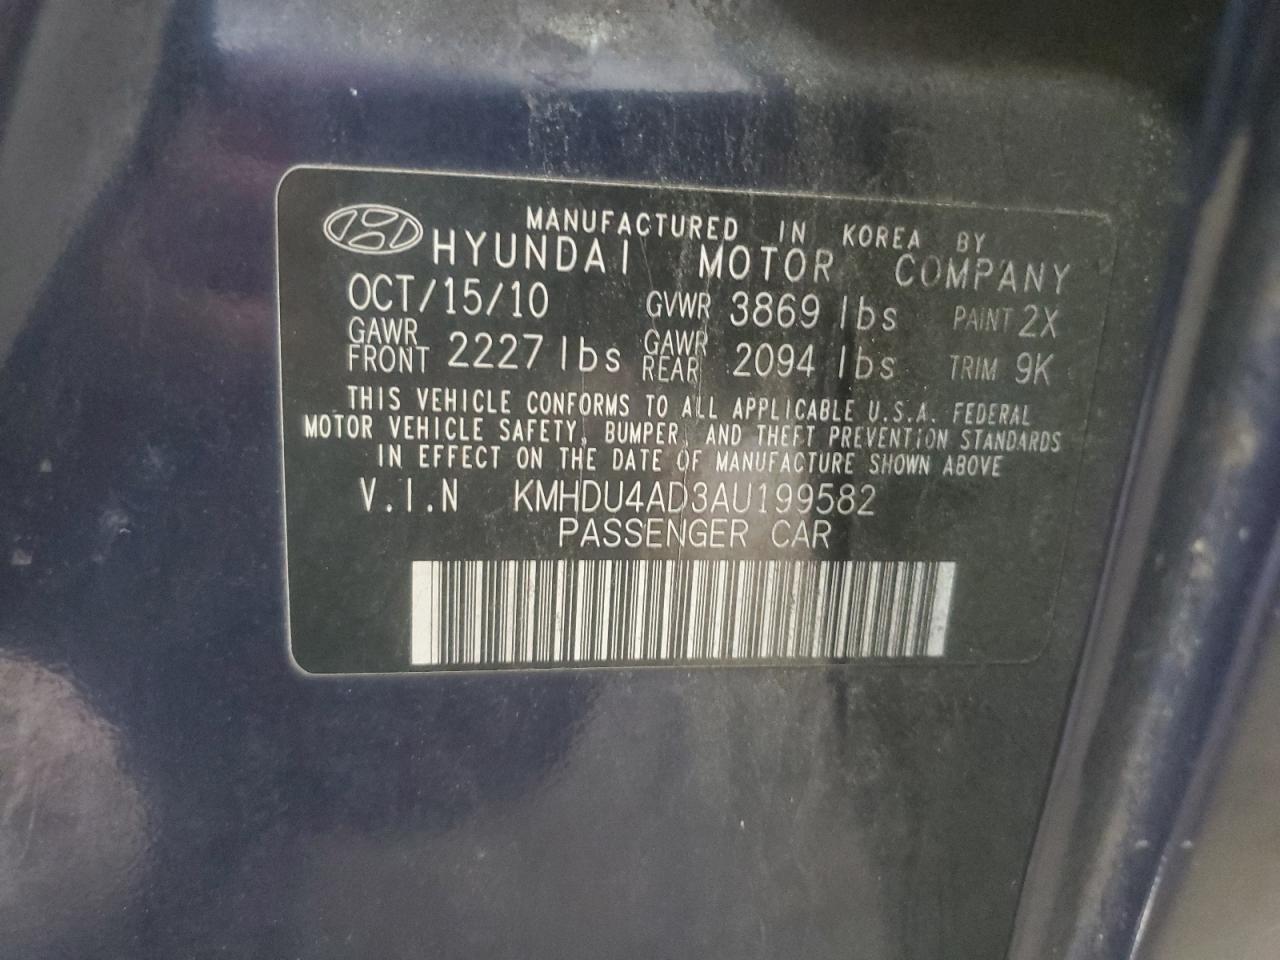 MANUFACTURED IN KOREA BY
HYUNDAI MOTOR COMPANY
OCT/15/10 GVWR 3869 lbs PAINT 2X
GAWR FRONT 2227 lbs GAWR REAR 2094 lbs TRIM 9K
THIS VEHICLE CONFORMS TO ALL APPLICABLE U.S.A. FEDERAL
MOTOR VEHICLE SAFETY, BUMPER, AND THEFT PREVENTION STANDARDS
IN EFFECT ON THE DATE OF MANUFACTURE SHOWN ABOVE
V.I.N KMHDU4AD3AU199582
PASSENGER CAR